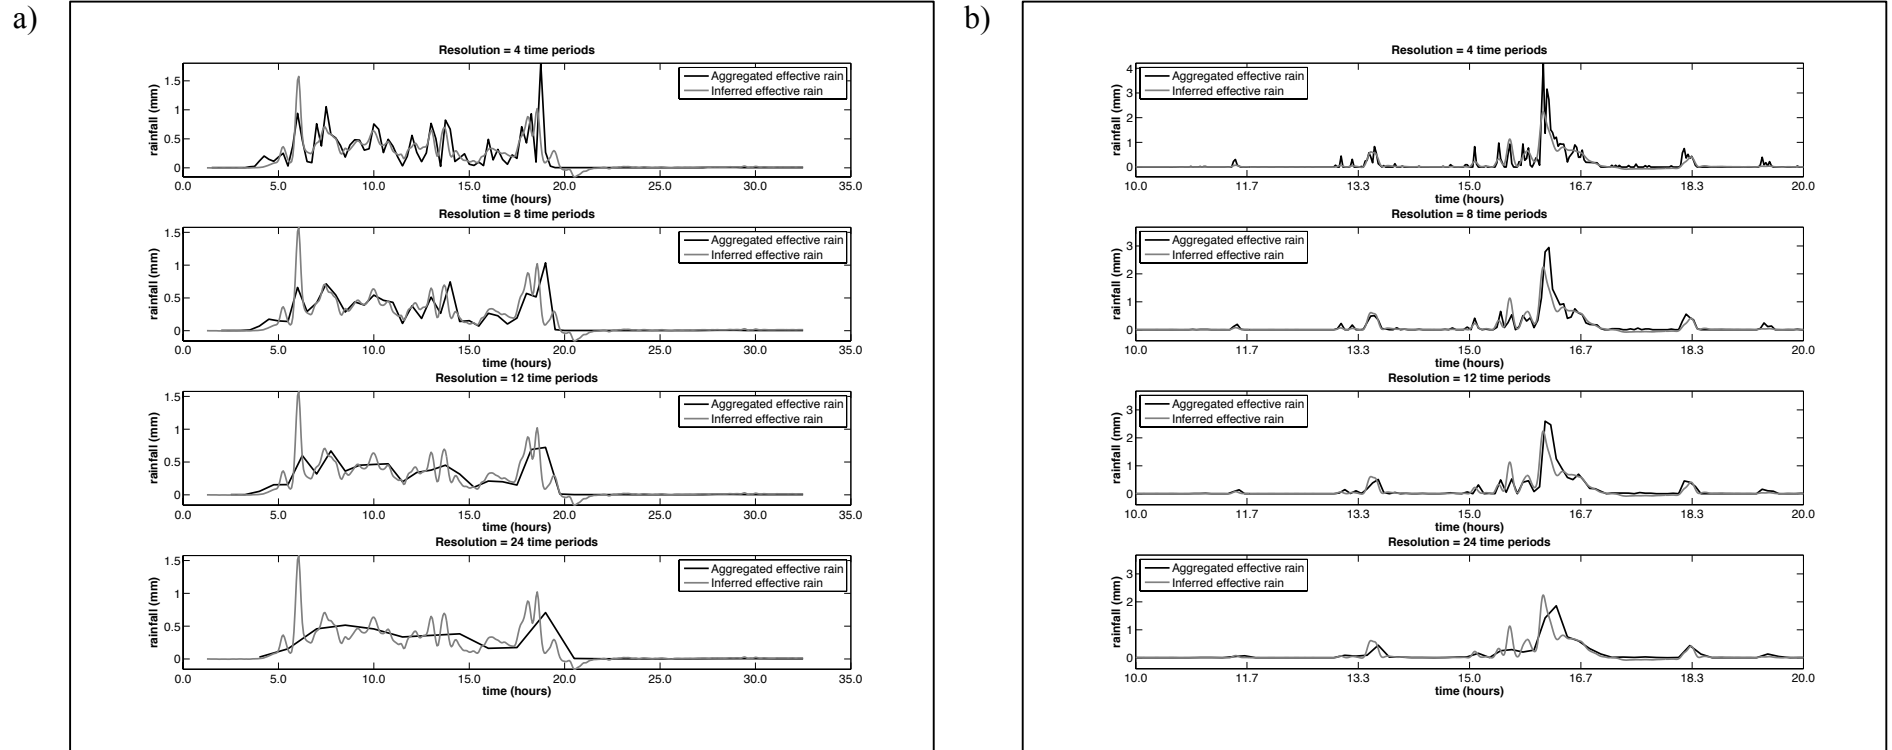 a)
Resolution = 4 time periods
rainfall (mm)
1.5
1
0.5
0
Aggregated effective rain
Inferred effective rain
0.0 5.0 10.0 15.0 20.0 25.0 30.0 35.0
time (hours)
Resolution = 8 time periods
rainfall (mm)
1.5
1
0.5
0
Aggregated effective rain
Inferred effective rain
0.0 5.0 10.0 15.0 20.0 25.0 30.0 35.0
time (hours)
Resolution = 12 time periods
rainfall (mm)
1.5
1
0.5
0
Aggregated effective rain
Inferred effective rain
0.0 5.0 10.0 15.0 20.0 25.0 30.0 35.0
time (hours)
Resolution = 24 time periods
rainfall (mm)
1.5
1
0.5
0
Aggregated effective rain
Inferred effective rain
0.0 5.0 10.0 15.0 20.0 25.0 30.0 35.0
time (hours)
b)
Resolution = 4 time periods
rainfall (mm)
4
3
2
1
0
Aggregated effective rain
Inferred effective rain
10.0 11.7 13.3 15.0 16.7 18.3 20.0
time (hours)
Resolution = 8 time periods
rainfall (mm)
3
2
1
0
Aggregated effective rain
Inferred effective rain
10.0 11.7 13.3 15.0 16.7 18.3 20.0
time (hours)
Resolution = 12 time periods
rainfall (mm)
3
2
1
0
Aggregated effective rain
Inferred effective rain
10.0 11.7 13.3 15.0 16.7 18.3 20.0
time (hours)
Resolution = 24 time periods
rainfall (mm)
3
2
1
0
Aggregated effective rain
Inferred effective rain
10.0 11.7 13.3 15.0 16.7 18.3 20.0
time (hours)